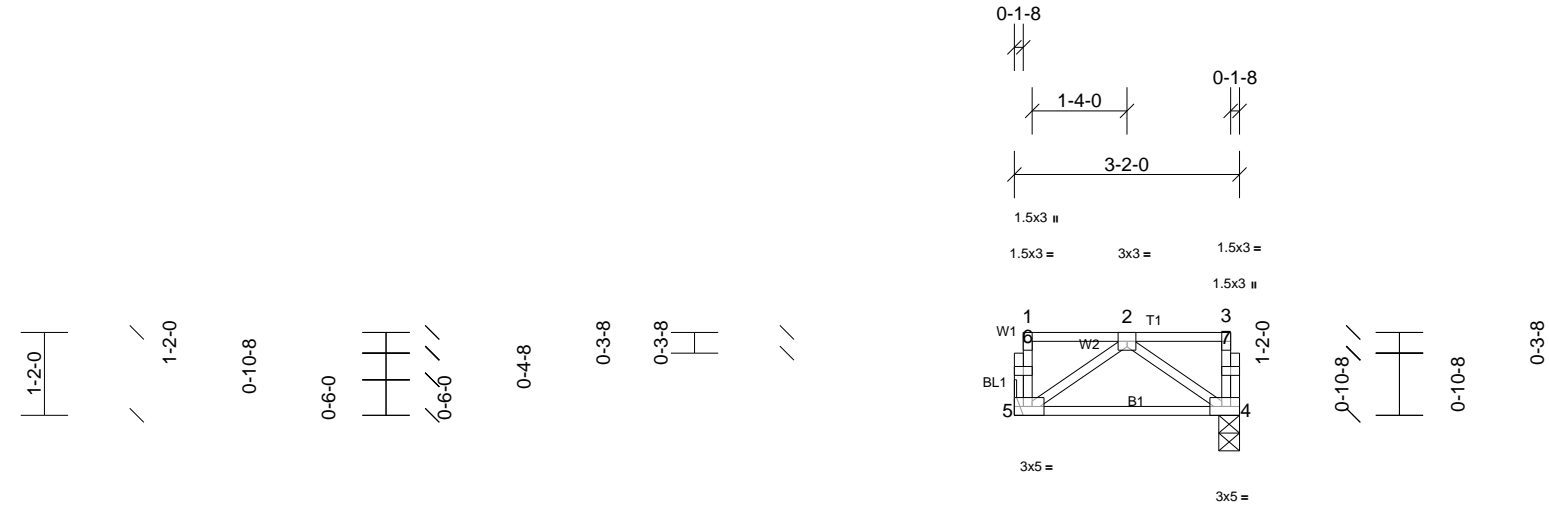 0-1-8
0-1-8
1-4-0
3-2-0
1.5x3 II
1.5x3 = 3x3 = 1.5x3 =
1.5x3 II
1 2 T1 3
W1 6 W2 7
BL1
5 B1 4
3x5 =
3x5 =
1-2-0
1-2-0
0-10-8
0-6-0
0-6-0
0-4-8
0-3-8
0-3-8
1-2-0
0-10-8
0-10-8
0-3-8